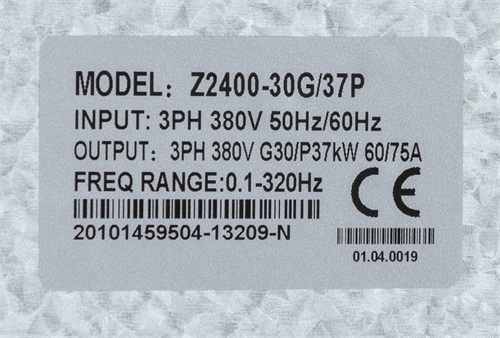 MODEL: Z2400-30G/37P
INPUT: 3PH 380V 50Hz/60Hz
OUTPUT: 3PH 380V G30/P37kW 60/75A
FREQ RANGE:0.1-320Hz
CE
20101459504-13209-N
01.04.0019